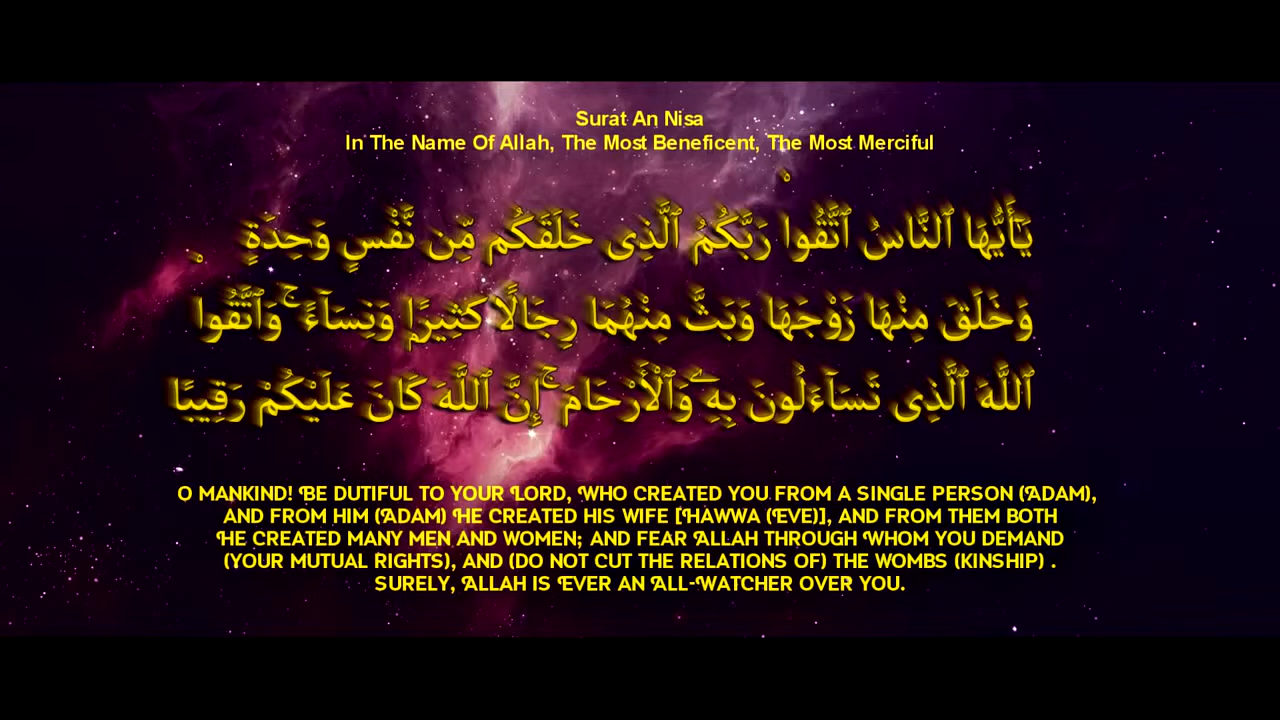 Surat An Nisa
In The Name Of Allah, The Most Beneficent, The Most Merciful
يَـٰٓأَيُّهَا ٱلنَّاسُ ٱتَّقُوا۟ رَبَّكُمُ ٱلَّذِى خَلَقَكُم مِّن نَّفْسٍ وَٰحِدَةٍ
وَخَلَقَ مِنْهَا زَوْجَهَا وَبَثَّ مِنْهُمَا رِجَالًا كَثِيرًا وَنِسَآءً ۚ وَٱتَّقُوا۟
ٱللَّهَ ٱلَّذِى تَسَآءَلُونَ بِهِۦ وَٱلْأَرْحَامَ ۚ إِنَّ ٱللَّهَ كَانَ عَلَيْكُمْ رَقِيبًا
O MANKIND! BE DUTIFUL TO YOUR LORD, WHO CREATED YOU FROM A SINGLE PERSON (ADAM),
AND FROM HIM (ADAM) HE CREATED HIS WIFE [HAWWA (EVE)], AND FROM THEM BOTH
HE CREATED MANY MEN AND WOMEN; AND FEAR ALLAH THROUGH WHOM YOU DEMAND
(YOUR MUTUAL RIGHTS), AND (DO NOT CUT THE RELATIONS OF) THE WOMBS (KINSHIP) .
SURELY, ALLAH IS EVER AN ALL-WATCHER OVER YOU.